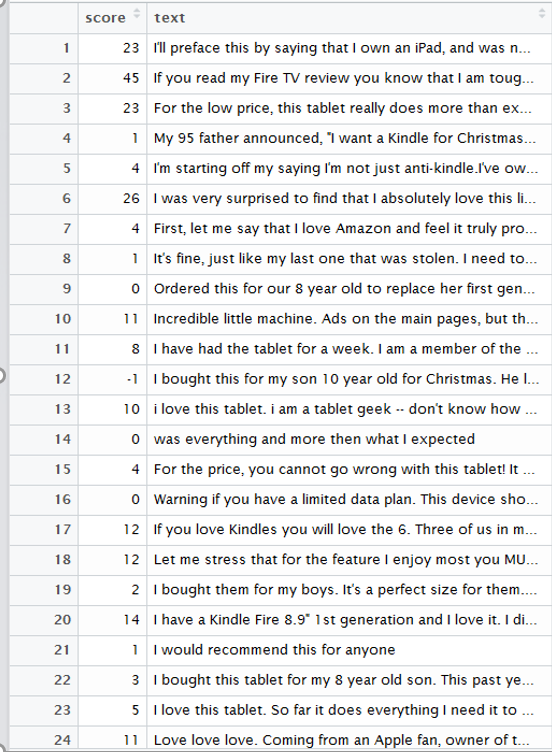 score text
1 23 I'll preface this by saying that I own an iPad, and was n...
2 45 If you read my Fire TV review you know that I am toug...
3 23 For the low price, this tablet really does more than ex...
4 1 My 95 father announced, "I want a Kindle for Christmas...
5 4 I'm starting off my saying I'm not just anti-kindle.I've ow...
6 26 I was very surprised to find that I absolutely love this li...
7 4 First, let me say that I love Amazon and feel it truly pro...
8 1 It's fine, just like my last one that was stolen. I need to...
9 0 Ordered this for our 8 year old to replace her first gen...
10 11 Incredible little machine. Ads on the main pages, but th...
11 8 I have had the tablet for a week. I am a member of the ...
12 -1 I bought this for my son 10 year old for Christmas. He l...
13 10 i love this tablet. i am a tablet geek -- don't know how ...
14 0 was everything and more then what I expected
15 4 For the price, you cannot go wrong with this tablet! It ...
16 0 Warning if you have a limited data plan. This device sho...
17 12 If you love Kindles you will love the 6. Three of us in m...
18 12 Let me stress that for the feature I enjoy most you MU...
19 2 I bought them for my boys. It's a perfect size for them....
20 14 I have a Kindle Fire 8.9" 1st generation and I love it. I di...
21 1 I would recommend this for anyone
22 3 I bought this tablet for my 8 year old son. This past ye...
23 5 I love this tablet. So far it does everything I need it to ...
24 11 Love love love. Coming from an Apple fan, owner of t...